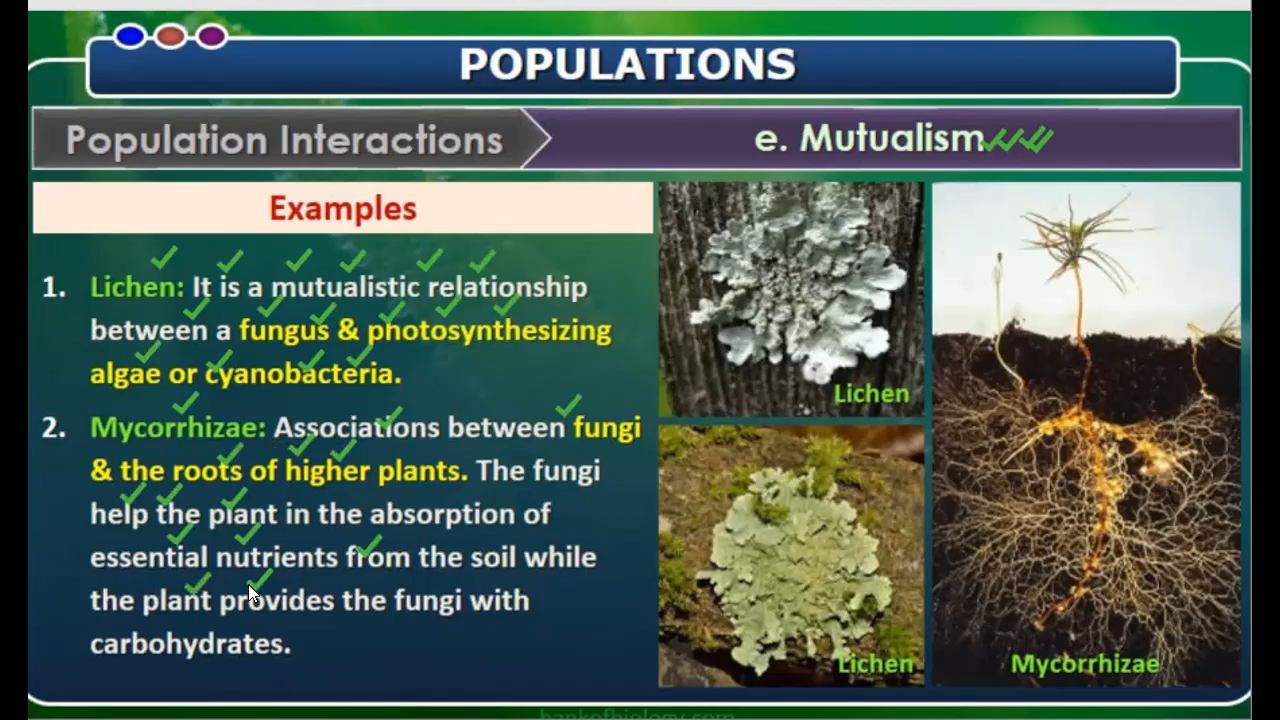 POPULATIONS
Population Interactions
e. Mutualism
Examples
1. Lichen: It is a mutualistic relationship
between a fungus & photosynthesizing
algae or cyanobacteria.
2. Mycorrhizae: Associations between fungi
& the roots of higher plants. The fungi
help the plant in the absorption of
essential nutrients from the soil while
the plant provides the fungi with
carbohydrates.
Lichen
Lichen
Mycorrhizae
bankofbiology.com